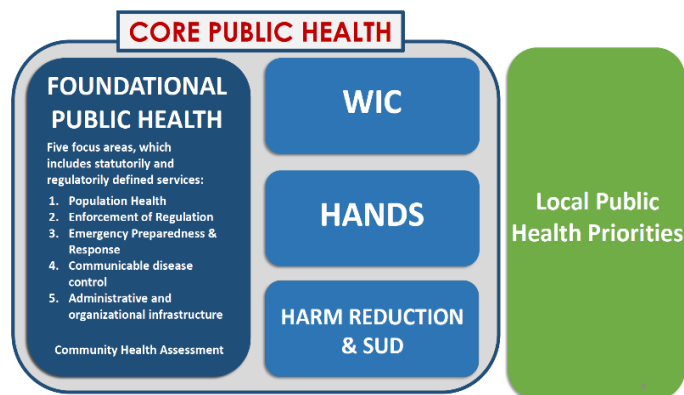 CORE PUBLIC HEALTH
FOUNDATIONAL
PUBLIC HEALTH
Five focus areas, which
includes statutorily and
regulatorily defined services:
1. Population Health
2. Enforcement of Regulation
3. Emergency Preparedness &
Response
4. Communicable disease
control
5. Administrative and
organizational infrastructure
Community Health Assessment
WIC
HANDS
HARM REDUCTION
& SUD
Local Public
Health Priorities